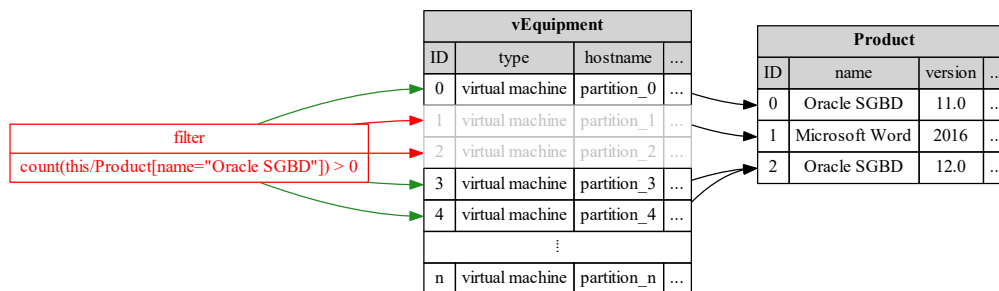 filter
count(this/Product[name="Oracle SGBD"]) > 0
vEquipment
ID type hostname ...
0 virtual machine partition_0 ...
1 virtual machine partition_1 ...
2 virtual machine partition_2 ...
3 virtual machine partition_3 ...
4 virtual machine partition_4 ...
⁞
n virtual machine partition_n ...
Product
ID name version ...
0 Oracle SGBD 11.0 ...
1 Microsoft Word 2016 ...
2 Oracle SGBD 12.0 ...